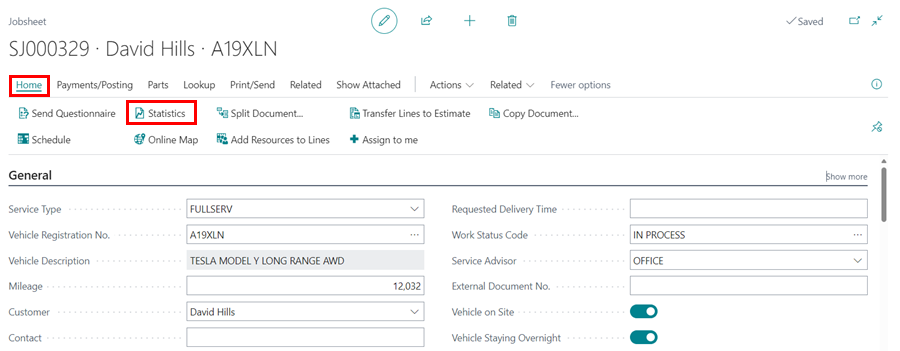 Jobsheet
Saved
SJ000329 · David Hills · A19XLN
Home Payments/Posting Parts Lookup Print/Send Related Show Attached Actions Related Fewer options
Send Questionnaire Statistics Split Document... Transfer Lines to Estimate Copy Document...
Schedule Online Map Add Resources to Lines Assign to me
General Show more
Service Type FULLSERV Requested Delivery Time
Vehicle Registration No. A19XLN Work Status Code IN PROCESS
Vehicle Description TESLA MODEL Y LONG RANGE AWD Service Advisor OFFICE
Mileage 12,032 External Document No.
Customer David Hills Vehicle on Site
Contact Vehicle Staying Overnight